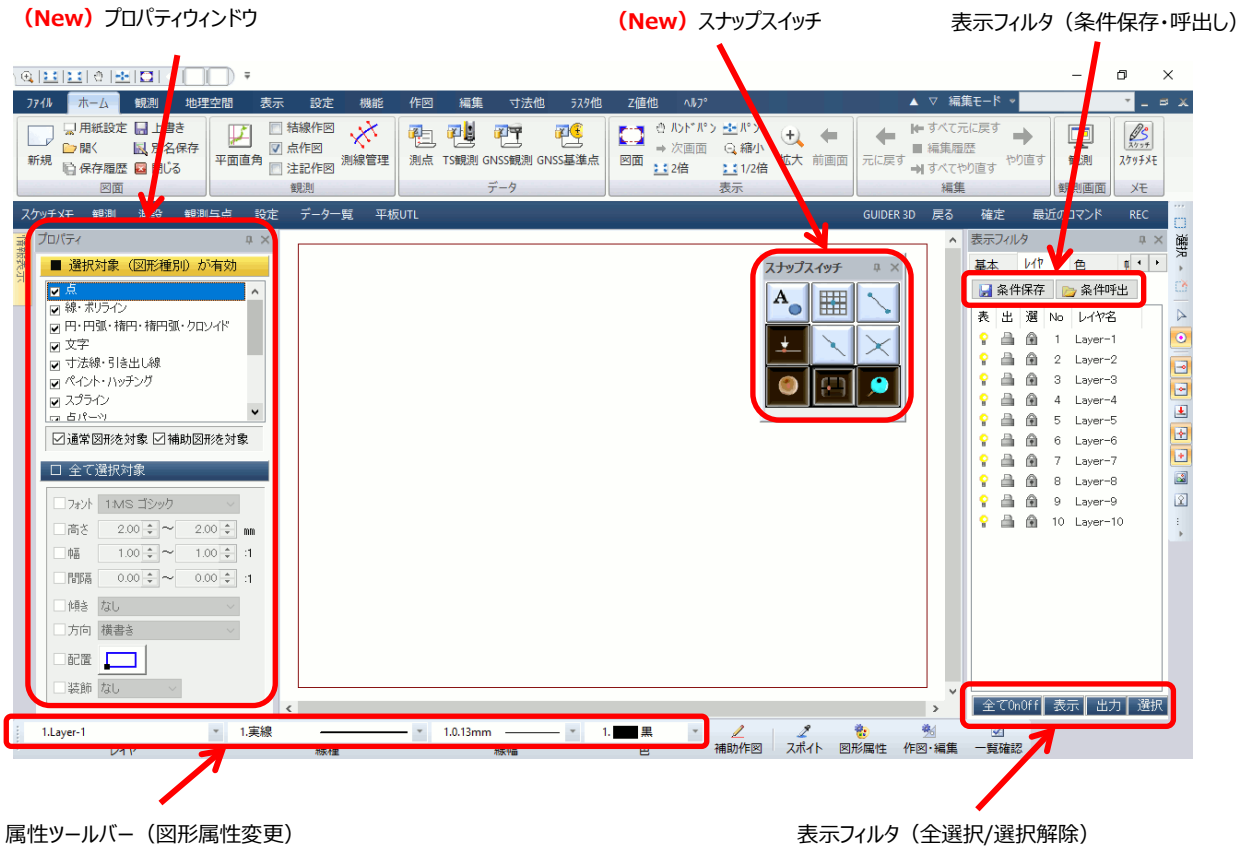 （New）プロパティウィンドウ
（New）スナップスイッチ
表示フィルタ（条件保存・呼出し）
ﾌｧｲﾙ ホーム 観測 地理空間 表示 設定 機能 作図 編集 寸法他 ﾗｽﾀ他 Z値他 ﾍﾙﾌﾟ
▲ ▽ 編集モード
新規 用紙設定 開く 保存履歴 上書き 別名保存 閉じる
図面
平面直角 結線作図 点作図 注記作図 測線管理
観測
測点 TS観測 GNSS観測 GNSS基準点
データ
図面 ﾊﾝﾄﾞﾊﾟﾝ 次画面 2倍 パン 縮小 1/2倍 拡大 前画面
表示
元に戻す すべて元に戻す 編集履歴 すべてやり直す やり直す
編集
観測
観測画面
スケッチメモ
メモ
スケッチメモ 観測 測設 観測与点 設定 データ一覧 平板UTL
GUIDER 3D 戻る 確定 最近のコマンド REC
情報表示
プロパティ
■ 選択対象（図形種別）が有効
点
線・ポリライン
円・円弧・楕円・楕円弧・クロソイド
文字
寸法線・引き出し線
ペイント・ハッチング
スプライン
点パーツ
通常図形を対象 補助図形を対象
□ 全て選択対象
フォント 1:MS ゴシック
高さ 2.00 ～ 2.00 mm
幅 1.00 ～ 1.00 :1
間隔 0.00 ～ 0.00 :1
傾き なし
方向 横書き
配置
装飾 なし
スナップスイッチ
A
表示フィルタ
基本 レイヤ 色
条件保存 条件呼出
表 出 選 No レイヤ名
1 Layer-1
2 Layer-2
3 Layer-3
4 Layer-4
5 Layer-5
6 Layer-6
7 Layer-7
8 Layer-8
9 Layer-9
10 Layer-10
全てOnOff 表示 出力 選択
選択
1.Layer-1 1.実線 1.0.13mm 1. 黒
レイヤ 線種 線幅 色
補助作図 スポイト 図形属性 作図・編集 一覧確認
属性ツールバー（図形属性変更）
表示フィルタ（全選択/選択解除）